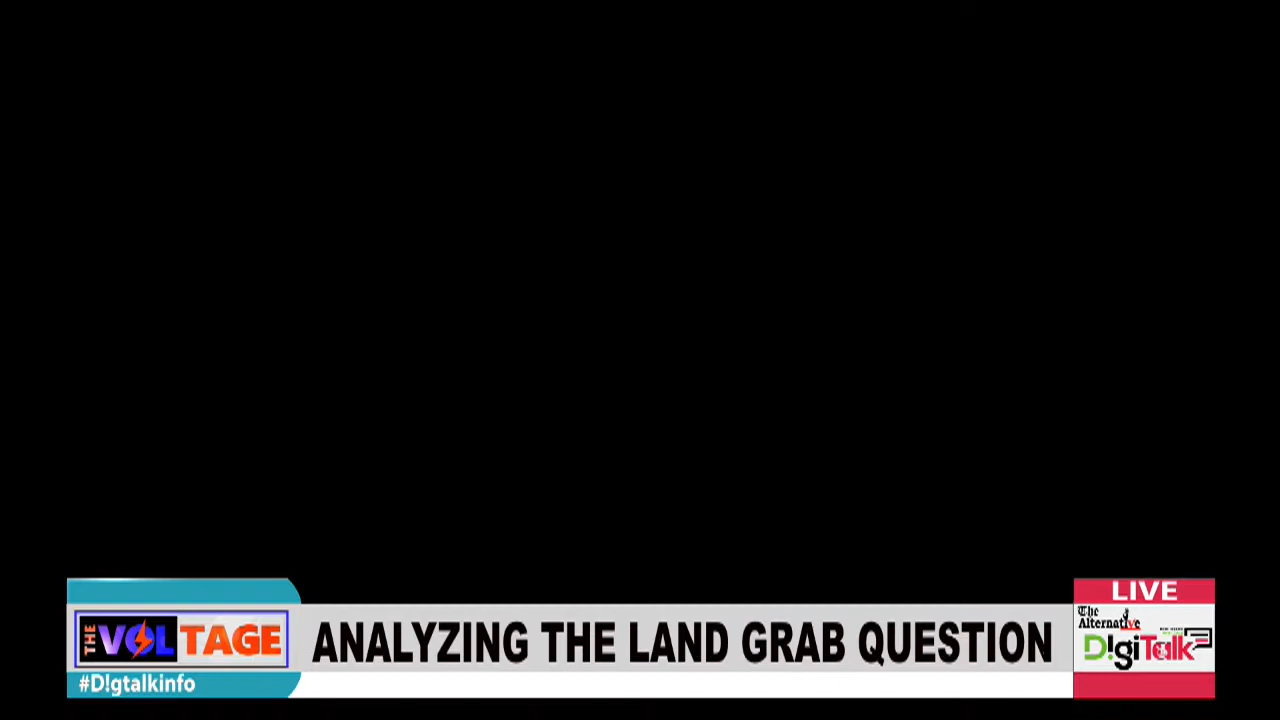 LIVE
THE VOLTAGE
ANALYZING THE LAND GRAB QUESTION
The
Alternative
D!giTalk
#D!gtalkinfo